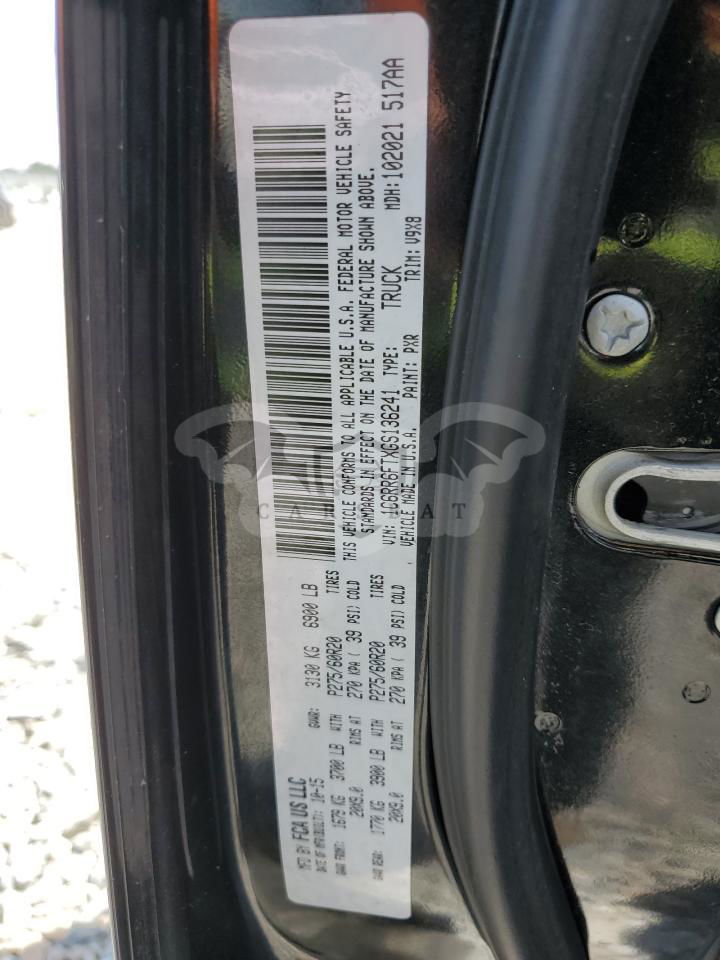 MFD BY FCA US LLC
DATE OF MFR(BUILT): 10-15 GVWR: 3130 KG 6900 LB
GAWR FRONT: 1679 KG 3700 LB WITH P275/60R20 TIRES
20X9.0 RIMS AT 270 KPA ( 39 PSI) COLD
GAWR REAR: 1770 KG 3900 LB WITH P275/60R20 TIRES
20X9.0 RIMS AT 270 KPA ( 39 PSI) COLD
THIS VEHICLE CONFORMS TO ALL APPLICABLE U.S.A. FEDERAL MOTOR VEHICLE SAFETY
STANDARDS IN EFFECT ON THE DATE OF MANUFACTURE SHOWN ABOVE.
VIN: 1C6RR6FTXGS136241 TYPE: TRUCK MDH:102021 517AA
VEHICLE MADE IN U.S.A. PAINT: PXR TRIM: V9X8